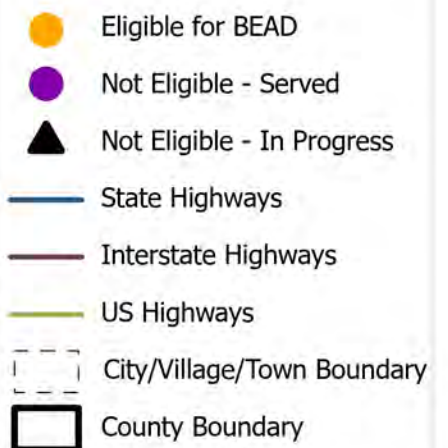 Eligible for BEAD
Not Eligible - Served
Not Eligible - In Progress
State Highways
Interstate Highways
US Highways
City/Village/Town Boundary
County Boundary